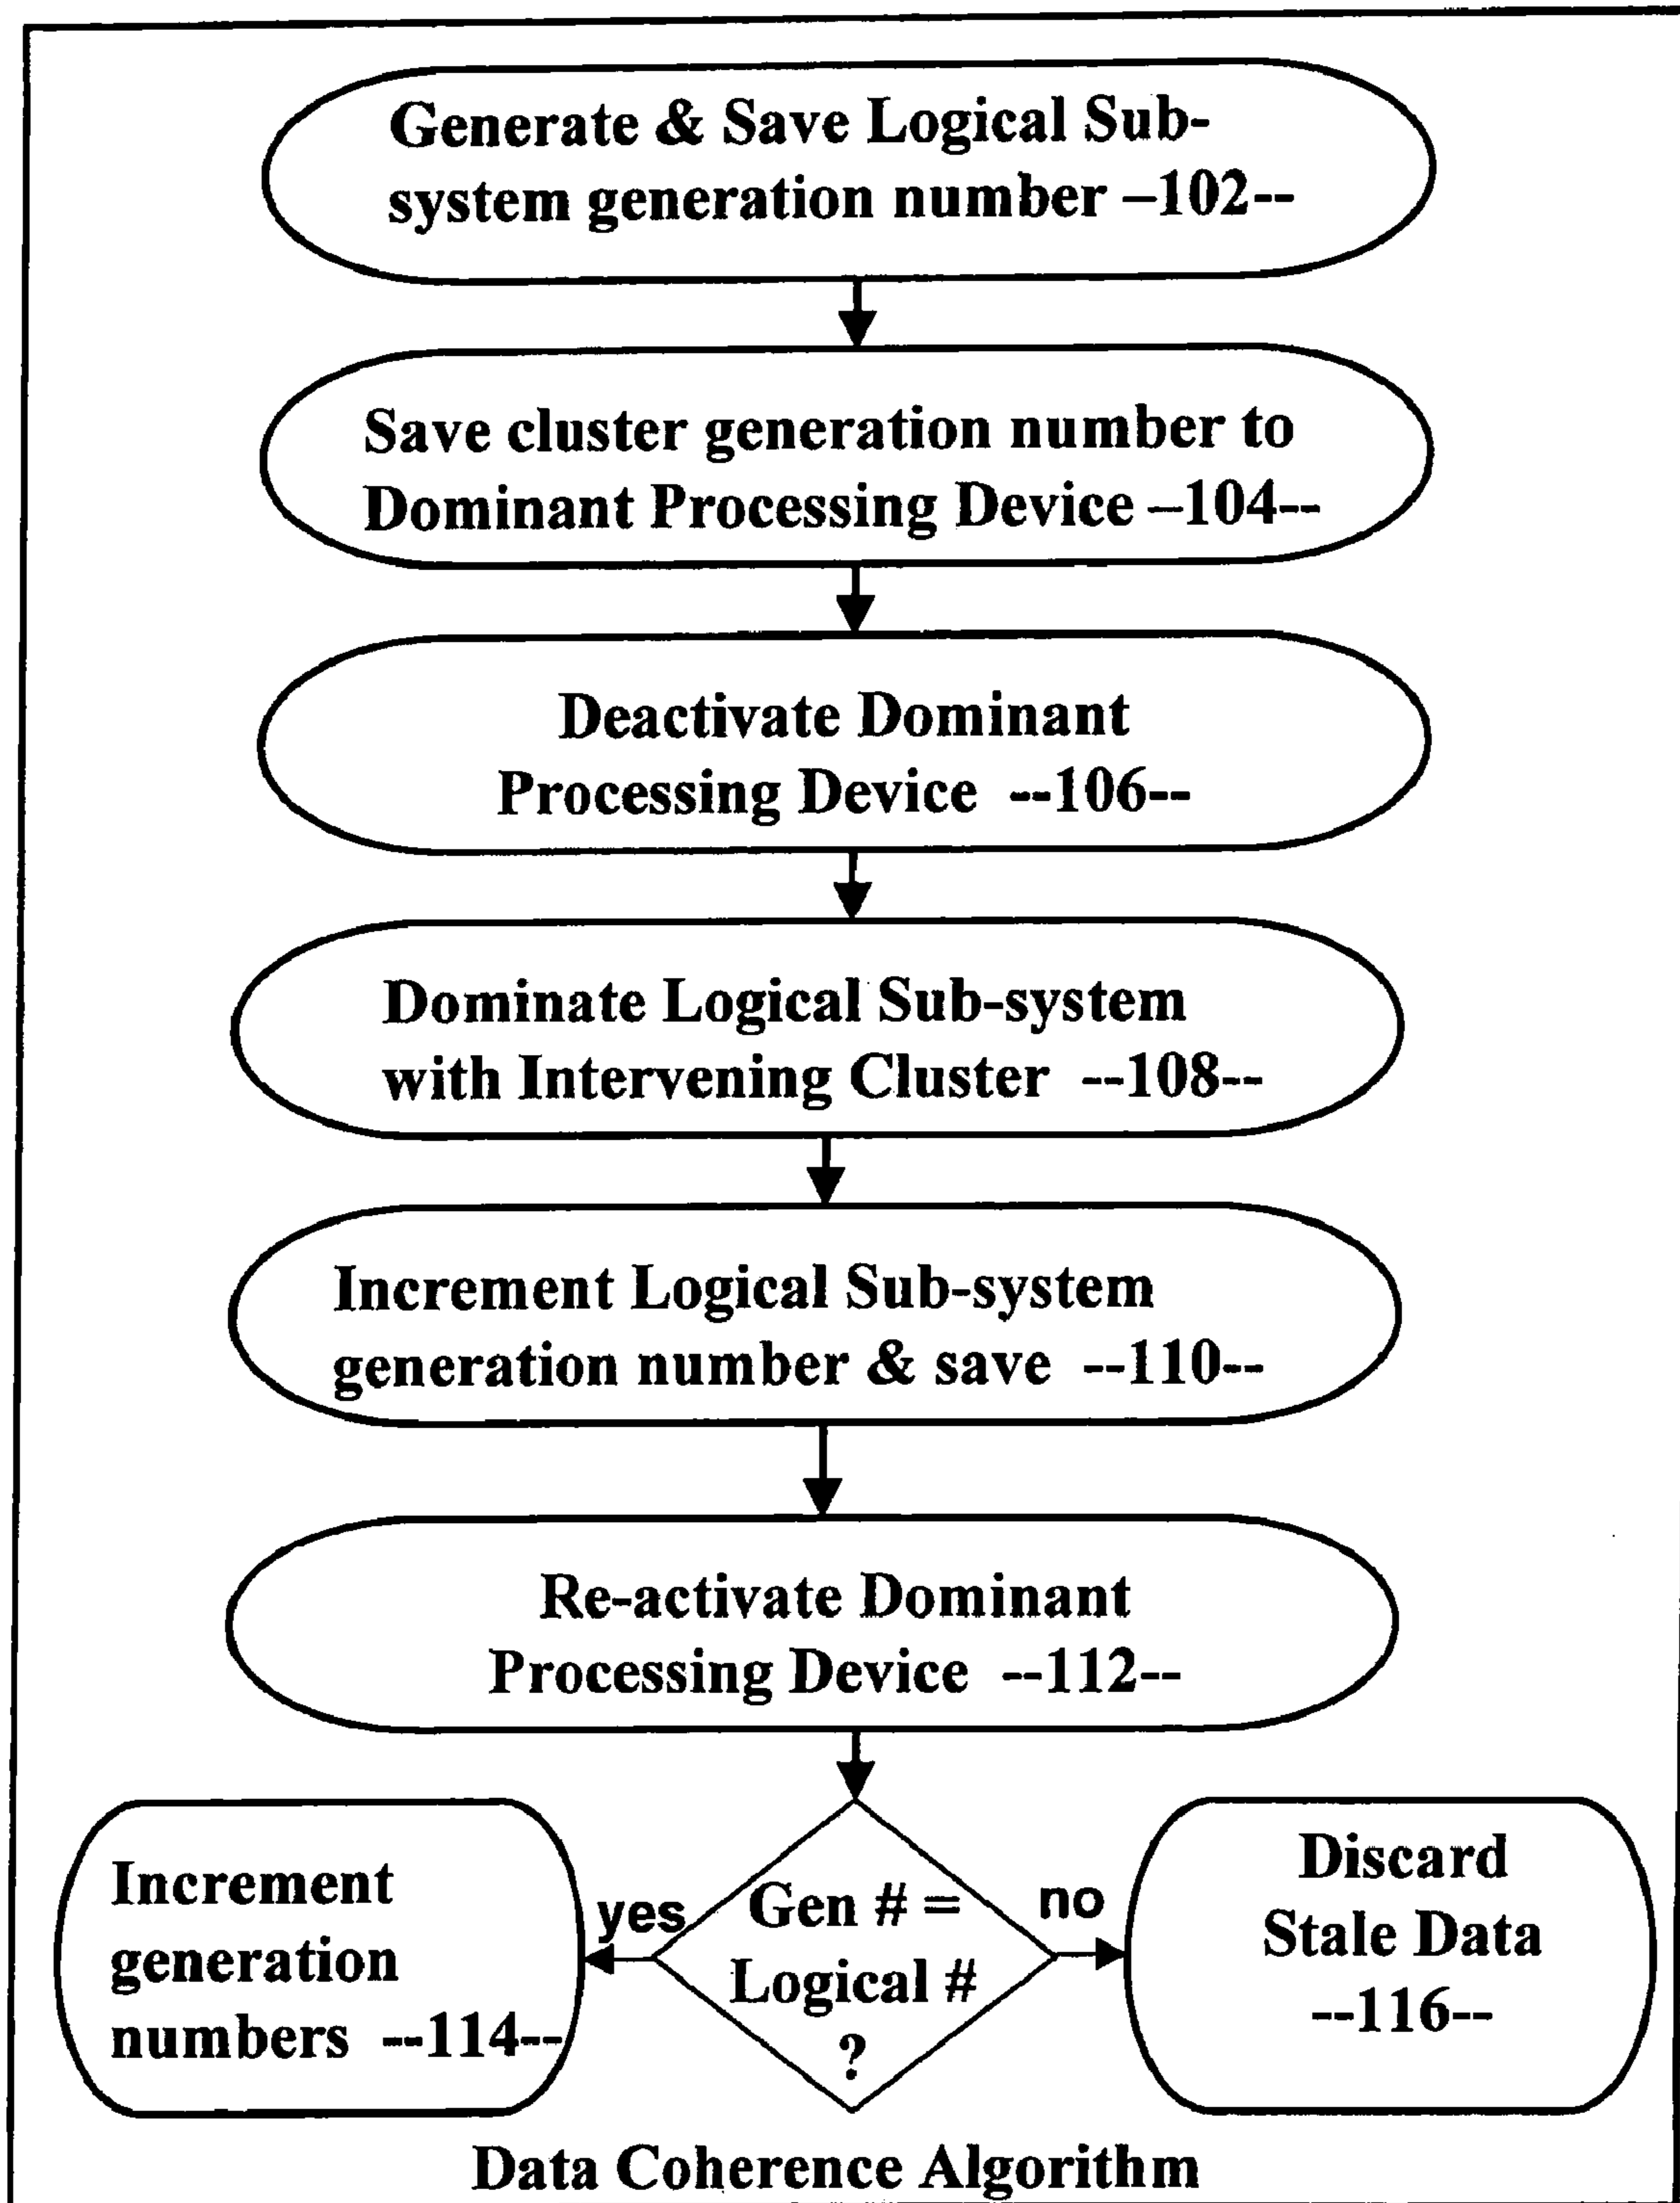 Generate & Save Logical Sub-
system generation number –102--
Save cluster generation number to
Dominant Processing Device –104--
Deactivate Dominant
Processing Device --106--
Dominate Logical Sub-system
with Intervening Cluster --108--
Increment Logical Sub-system
generation number & save --110--
Re-activate Dominant
Processing Device --112--
Increment
generation
numbers --114--
yes
Gen # =
Logical #
?
no
Discard
Stale Data
--116--
Data Coherence Algorithm